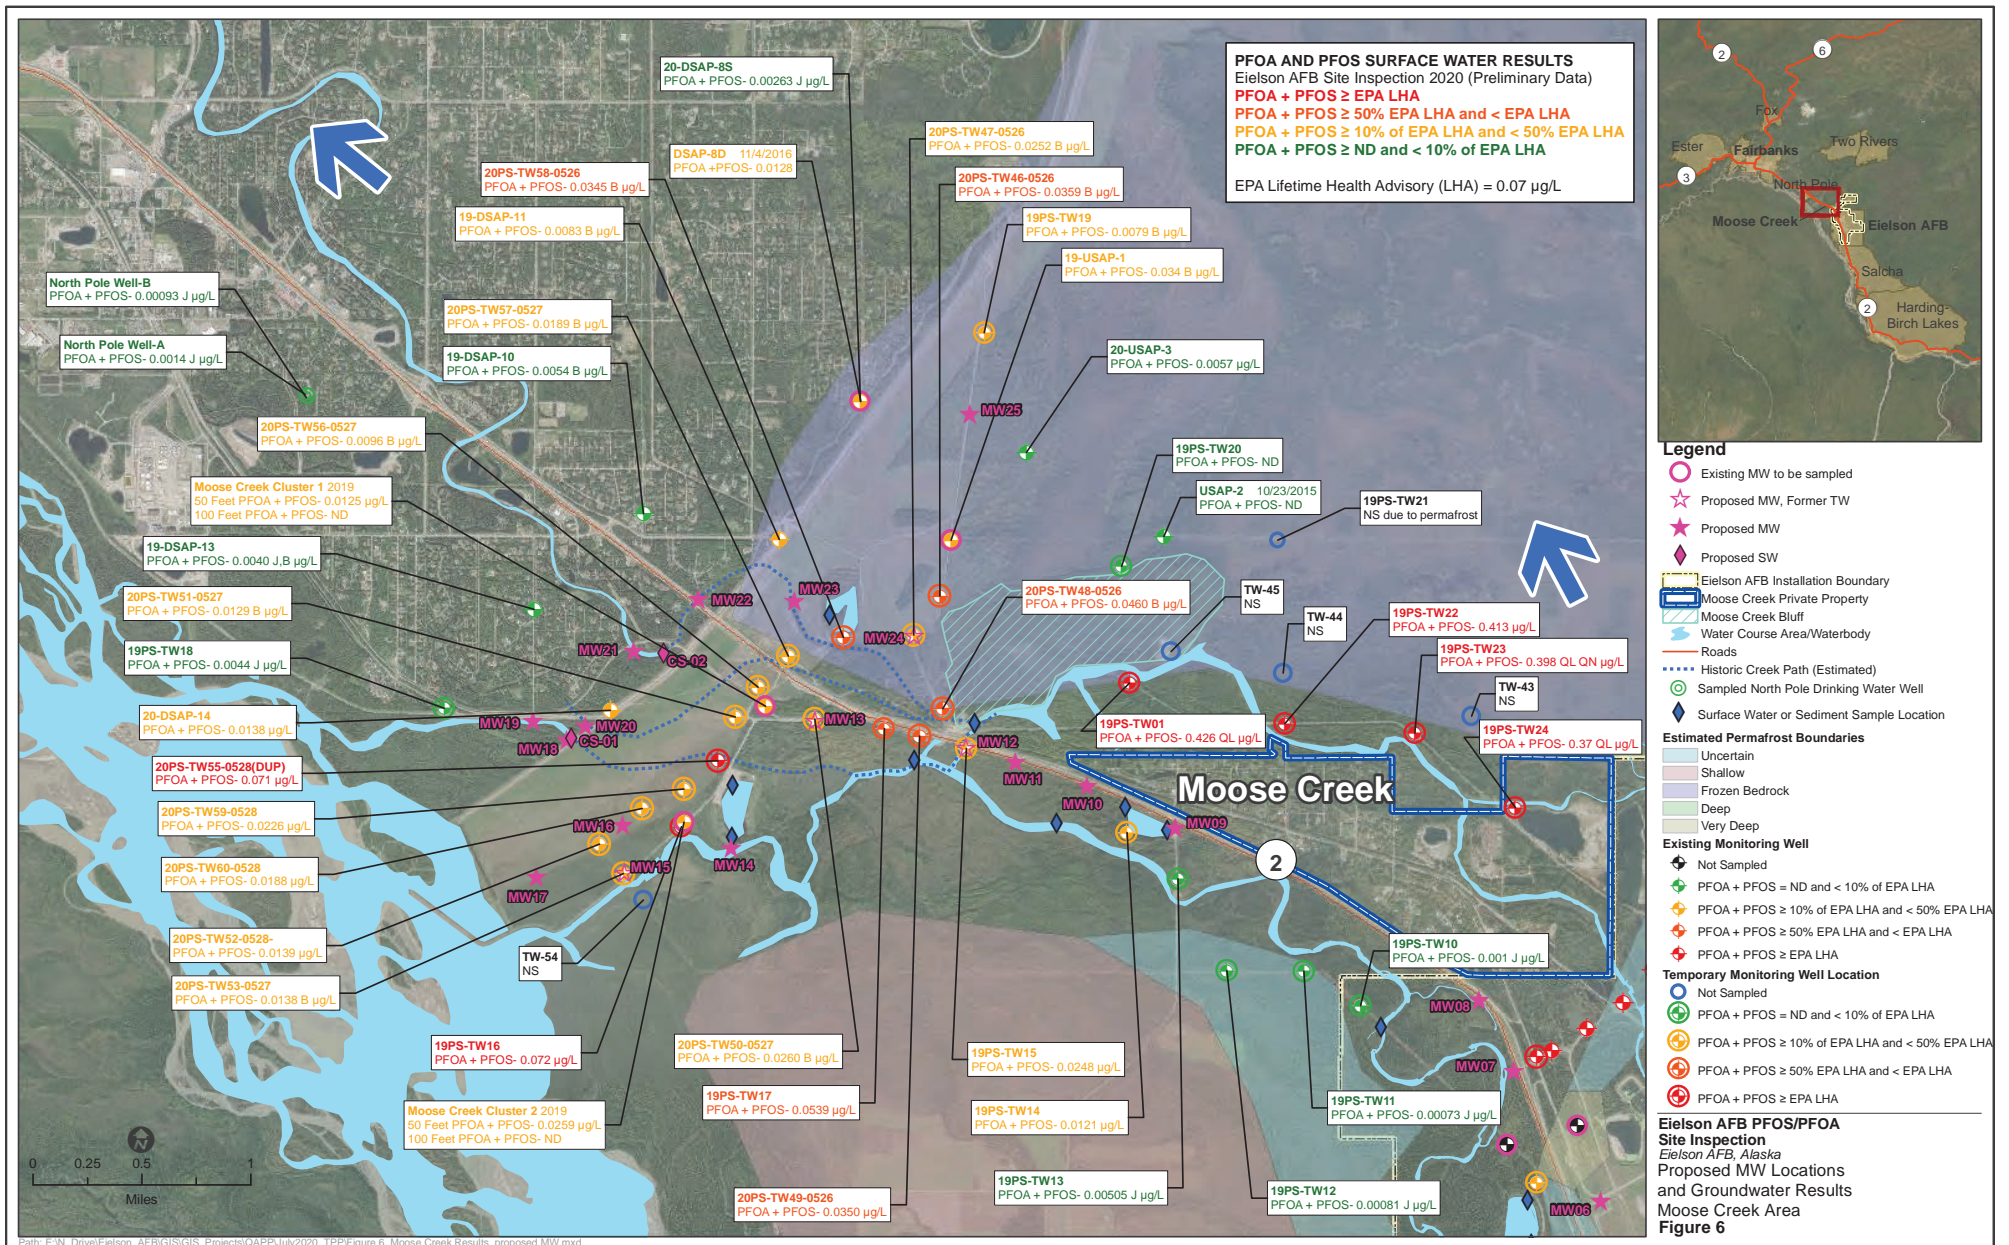 PFOA AND PFOS SURFACE WATER RESULTS
Eielson AFB Site Inspection 2020 (Preliminary Data)
PFOA + PFOS ≥ EPA LHA
PFOA + PFOS ≥ 50% EPA LHA and < EPA LHA
PFOA + PFOS ≥ 10% of EPA LHA and < 50% EPA LHA
PFOA + PFOS ≥ ND and < 10% of EPA LHA
EPA Lifetime Health Advisory (LHA) = 0.07 µg/L
20-DSAP-8S
PFOA + PFOS- 0.00263 J µg/L
20PS-TW47-0526
PFOA + PFOS- 0.0252 B µg/L
DSAP-8D 11/4/2016
PFOA +PFOS- 0.0128
20PS-TW58-0526
PFOA + PFOS- 0.0345 B µg/L
20PS-TW46-0526
PFOA + PFOS- 0.0359 B µg/L
19-DSAP-11
PFOA + PFOS- 0.0083 B µg/L
19PS-TW19
PFOA + PFOS- 0.0079 B µg/L
19-USAP-1
PFOA + PFOS- 0.034 B µg/L
North Pole Well-B
PFOA + PFOS- 0.00093 J µg/L
20PS-TW57-0527
PFOA + PFOS- 0.0189 B µg/L
North Pole Well-A
PFOA + PFOS- 0.0014 J µg/L
19-DSAP-10
PFOA + PFOS- 0.0054 B µg/L
20-USAP-3
PFOA + PFOS- 0.0057 µg/L
MW25
20PS-TW56-0527
PFOA + PFOS- 0.0096 B µg/L
19PS-TW20
PFOA + PFOS- ND
Moose Creek Cluster 1 2019
50 Feet PFOA + PFOS- 0.0125 µg/L
100 Feet PFOA + PFOS- ND
USAP-2 10/23/2015
PFOA + PFOS- ND
19PS-TW21
NS due to permafrost
19-DSAP-13
PFOA + PFOS- 0.0040 J,B µg/L
20PS-TW51-0527
PFOA + PFOS- 0.0129 B µg/L
MW22
MW23
20PS-TW48-0526
PFOA + PFOS- 0.0460 B µg/L
TW-45
NS
TW-44
NS
19PS-TW22
PFOA + PFOS- 0.413 µg/L
MW24
19PS-TW18
PFOA + PFOS- 0.0044 J µg/L
MW21
CS-02
19PS-TW23
PFOA + PFOS- 0.398 QL QN µg/L
TW-43
NS
20-DSAP-14
PFOA + PFOS- 0.0138 µg/L
MW19
MW20
MW18
CS-01
MW13
MW12
19PS-TW01
PFOA + PFOS- 0.426 QL µg/L
19PS-TW24
PFOA + PFOS- 0.37 QL µg/L
20PS-TW55-0528(DUP)
PFOA + PFOS- 0.071 µg/L
MW11
MW10
Moose Creek
20PS-TW59-0528
PFOA + PFOS- 0.0226 µg/L
MW16
MW09
2
20PS-TW60-0528
PFOA + PFOS- 0.0188 µg/L
MW15
MW14
MW17
20PS-TW52-0528-
PFOA + PFOS- 0.0139 µg/L
TW-54
NS
19PS-TW10
PFOA + PFOS- 0.001 J µg/L
20PS-TW53-0527
PFOA + PFOS- 0.0138 B µg/L
MW08
19PS-TW16
PFOA + PFOS- 0.072 µg/L
20PS-TW50-0527
PFOA + PFOS- 0.0260 B µg/L
19PS-TW15
PFOA + PFOS- 0.0248 µg/L
MW07
19PS-TW17
PFOA + PFOS- 0.0539 µg/L
19PS-TW14
PFOA + PFOS- 0.0121 µg/L
19PS-TW11
PFOA + PFOS- 0.00073 J µg/L
Moose Creek Cluster 2 2019
50 Feet PFOA + PFOS- 0.0259 µg/L
100 Feet PFOA + PFOS- ND
N
0 0.25 0.5 1
Miles
20PS-TW49-0526
PFOA + PFOS- 0.0350 µg/L
19PS-TW13
PFOA + PFOS- 0.00505 J µg/L
19PS-TW12
PFOA + PFOS- 0.00081 J µg/L
MW06
Path: F:\N_Drive\Eielson_AFB\GIS\GIS_Projects\QAPP\July2020_TPP\Figure 6_Moose Creek Results_proposed MW.mxd
2
6
Fox
Ester
Two Rivers
Fairbanks
3
North Pole
Moose Creek
Eielson AFB
Salcha
2
Harding-
Birch Lakes
Legend
Existing MW to be sampled
Proposed MW, Former TW
Proposed MW
Proposed SW
Eielson AFB Installation Boundary
Moose Creek Private Property
Moose Creek Bluff
Water Course Area/Waterbody
Roads
Historic Creek Path (Estimated)
Sampled North Pole Drinking Water Well
Surface Water or Sediment Sample Location
Estimated Permafrost Boundaries
Uncertain
Shallow
Frozen Bedrock
Deep
Very Deep
Existing Monitoring Well
Not Sampled
PFOA + PFOS = ND and < 10% of EPA LHA
PFOA + PFOS ≥ 10% of EPA LHA and < 50% EPA LHA
PFOA + PFOS ≥ 50% EPA LHA and < EPA LHA
PFOA + PFOS ≥ EPA LHA
Temporary Monitoring Well Location
Not Sampled
PFOA + PFOS = ND and < 10% of EPA LHA
PFOA + PFOS ≥ 10% of EPA LHA and < 50% EPA LHA
PFOA + PFOS ≥ 50% EPA LHA and < EPA LHA
PFOA + PFOS ≥ EPA LHA
Eielson AFB PFOS/PFOA
Site Inspection
Eielson AFB, Alaska
Proposed MW Locations
and Groundwater Results
Moose Creek Area
Figure 6